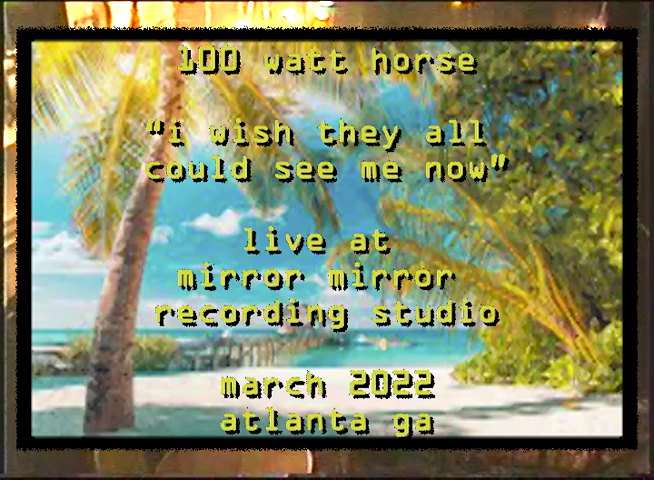 100 watt horse
"i wish they all
could see me now"
live at
mirror mirror
recording studio
march 2022
atlanta ga